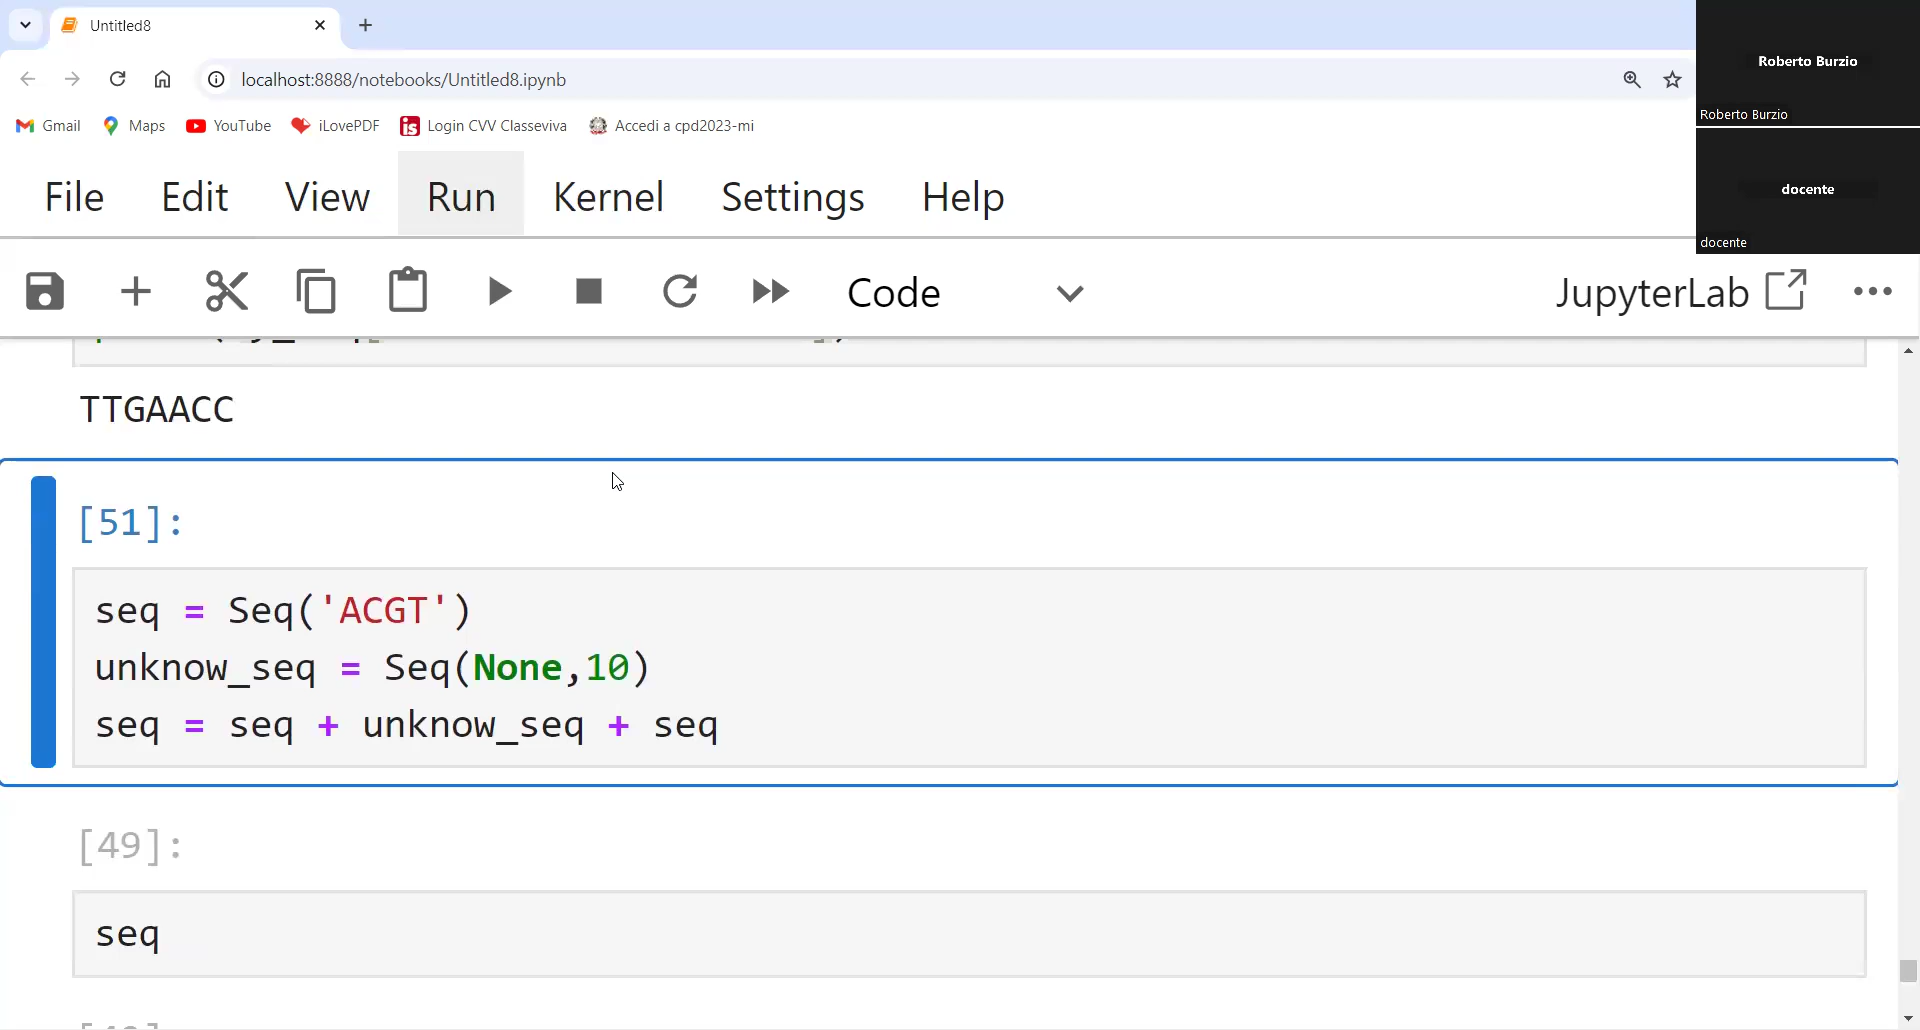 Untitled8
localhost:8888/notebooks/Untitled8.ipynb
Gmail Maps YouTube iLovePDF Login CVV Classeviva Accedi a cpd2023-mi
Roberto Burzio
Roberto Burzio
docente
docente
File Edit View Run Kernel Settings Help
Code JupyterLab
TTGAACC
[51]:
seq = Seq('ACGT')
unknow_seq = Seq(None,10)
seq = seq + unknow_seq + seq
[49]:
seq